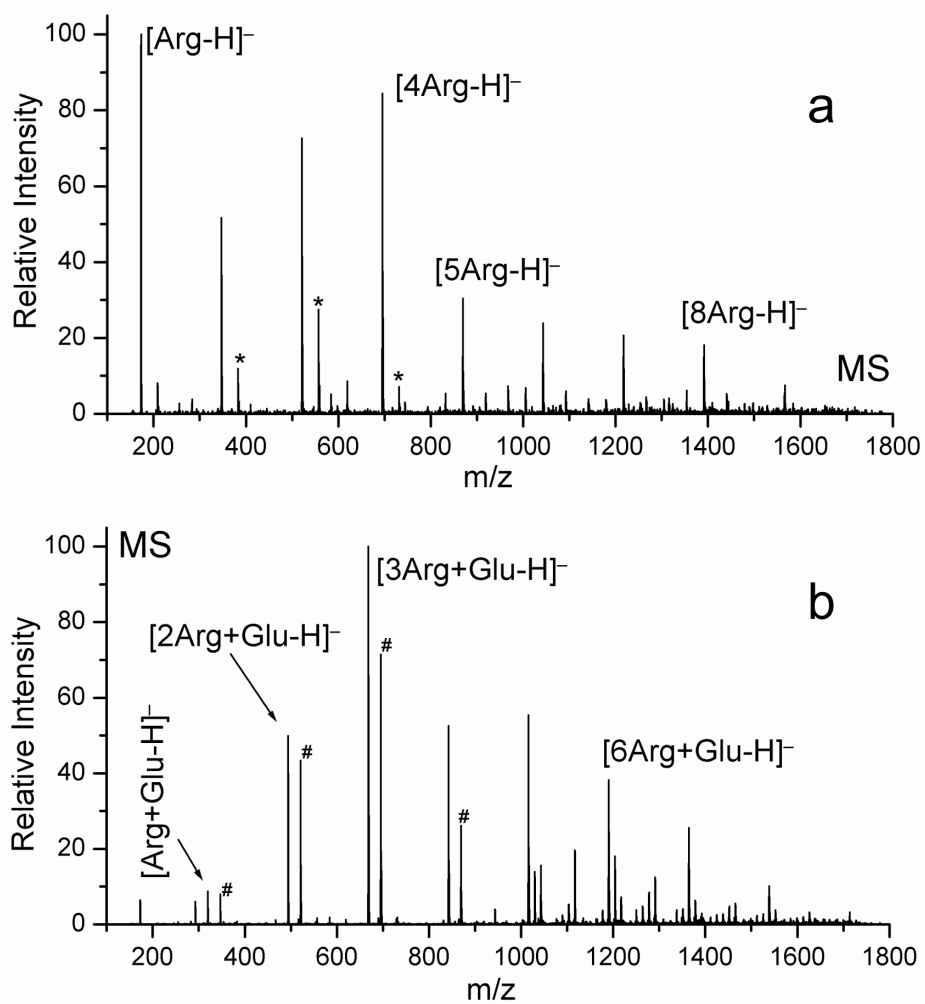 100
80
60
40
20
0
Relative Intensity
[Arg-H]–
[4Arg-H]–
a
[5Arg-H]–
[8Arg-H]–
*
*
*
MS
200 400 600 800 1000 1200 1400 1600 1800
m/z
100
80
60
40
20
0
Relative Intensity
MS
[3Arg+Glu-H]–
b
[2Arg+Glu-H]–
#
[Arg+Glu-H]–
#
[6Arg+Glu-H]–
#
#
200 400 600 800 1000 1200 1400 1600 1800
m/z